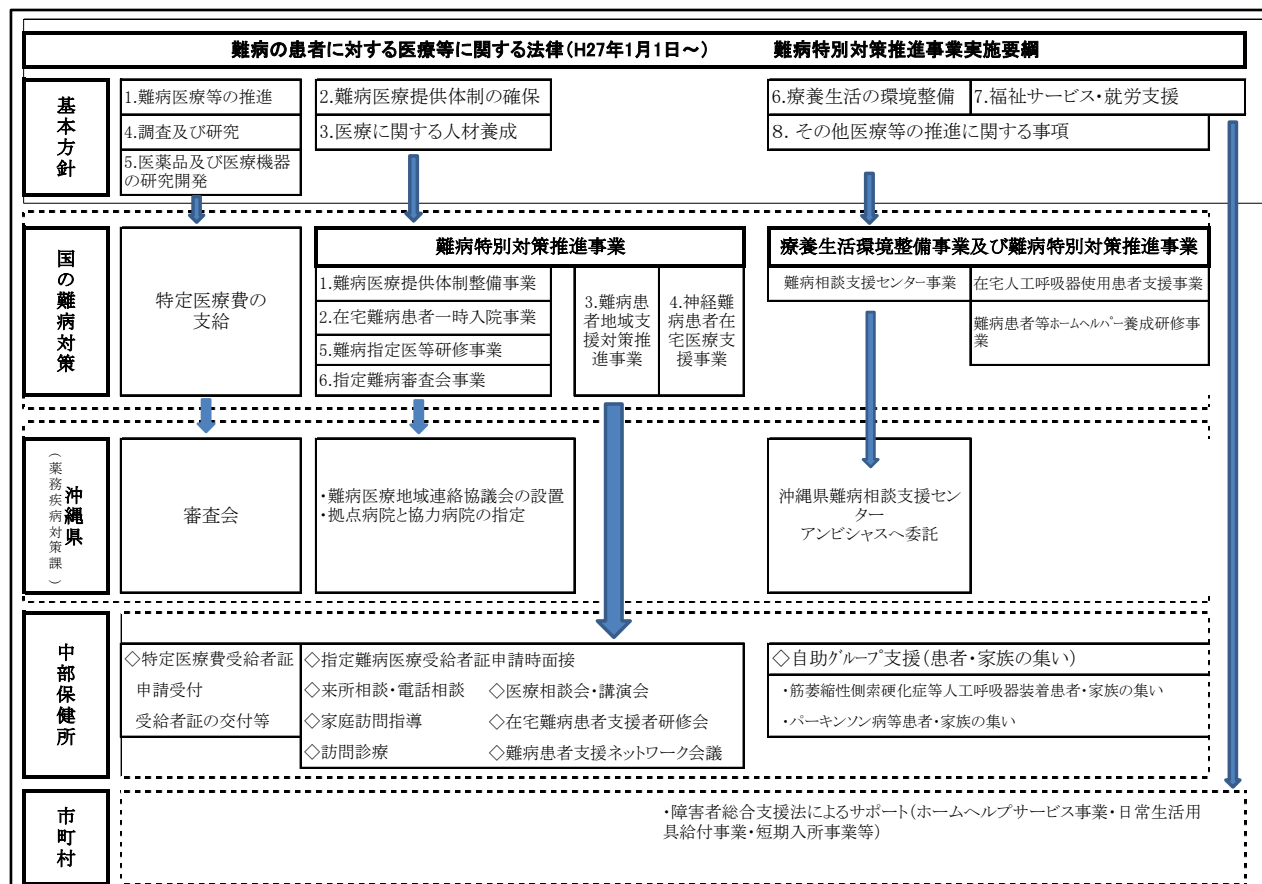 難病の患者に対する医療等に関する法律(H27年1月1日～)　難病特別対策推進事業実施要綱
基本方針
1.難病医療等の推進
4.調査及び研究
5.医薬品及び医療機器
の研究開発
2.難病医療提供体制の確保
3.医療に関する人材養成
6.療養生活の環境整備
7.福祉サービス・就労支援
8. その他医療等の推進に関する事項
国の難病対策
特定医療費の
支給
難病特別対策推進事業
1.難病医療提供体制整備事業
2.在宅難病患者一時入院事業
5.難病指定医等研修事業
6.指定難病審査会事業
3.難病患
者地域支
援対策推
進事業
4.神経難
病患者在
宅医療支
援事業
療養生活環境整備事業及び難病特別対策推進事業
難病相談支援センター事業
在宅人工呼吸器使用患者支援事業
難病患者等ﾎｰﾑﾍﾙﾊﾟｰ養成研修事
業
沖縄県
(薬務疾病対策課)
審査会
・難病医療地域連絡協議会の設置
・拠点病院と協力病院の指定
沖縄県難病相談支援セン
ター
アンビシャスへ委託
中部保健所
◇特定医療費受給者証
申請受付
受給者証の交付等
◇指定難病医療受給者証申請時面接
◇来所相談・電話相談　◇医療相談会・講演会
◇家庭訪問指導　◇在宅難病患者支援者研修会
◇訪問診療　◇難病患者支援ネットワーク会議
◇自助ｸﾞﾙｰﾌﾟ支援(患者・家族の集い)
・筋萎縮性側索硬化症等人工呼吸器装着患者・家族の集い
・パーキンソン病等患者・家族の集い
市町村
・障害者総合支援法によるサポート(ホームヘルプサービス事業・日常生活用
具給付事業・短期入所事業等)